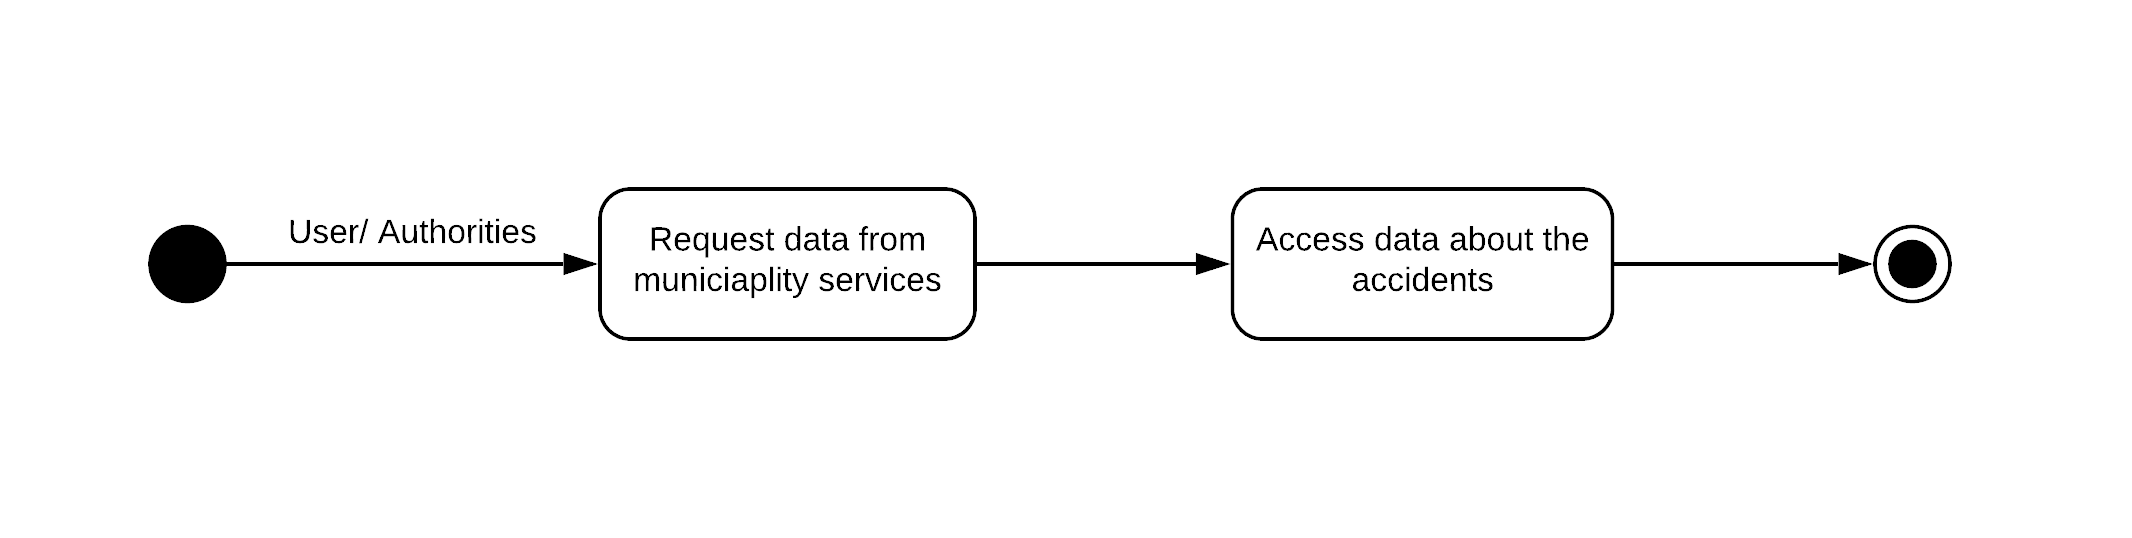 User/ Authorities
Request data from
municiaplity services
Access data about the
accidents